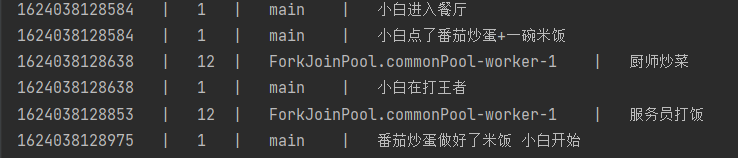 1624038128584 | 1 | main | 小白进入餐厅
1624038128584 | 1 | main | 小白点了番茄炒蛋+一碗米饭
1624038128638 | 12 | ForkJoinPool.commonPool-worker-1 | 厨师炒菜
1624038128638 | 1 | main | 小白在打王者
1624038128853 | 12 | ForkJoinPool.commonPool-worker-1 | 服务员打饭
1624038128975 | 1 | main | 番茄炒蛋做好了米饭 小白开始